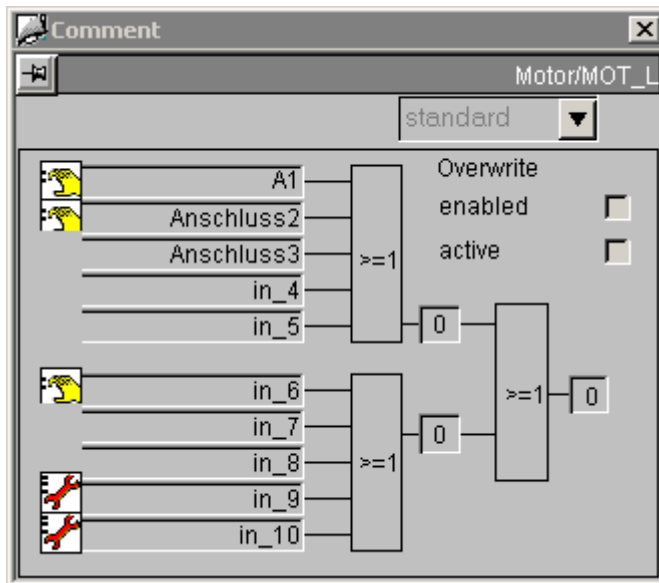 Comment
Motor/MOT_L
standard
Overwrite
enabled
active
A1
Anschluss2
Anschluss3
in_4
in_5
>=1
0
in_6
in_7
in_8
in_9
in_10
>=1
0
>=1
0